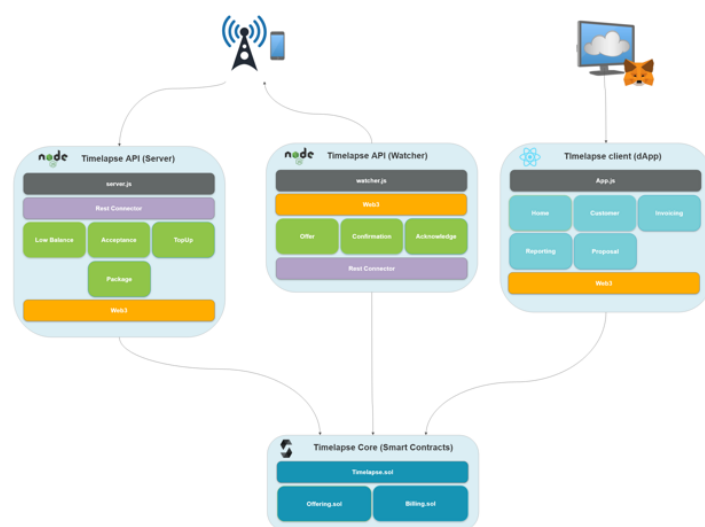 node
Timelapse API (Server)
server.js
Rest Connector
Low Balance
Acceptance
TopUp
Package
Web3
node
Timelapse API (Watcher)
watcher.js
Web3
Offer
Confirmation
Acknowledge
Rest Connector
Timelapse client (dApp)
App.js
Home
Customer
Invoicing
Reporting
Proposal
Web3
Timelapse Core (Smart Contracts)
Timelapse.sol
Offering.sol
Billing.sol